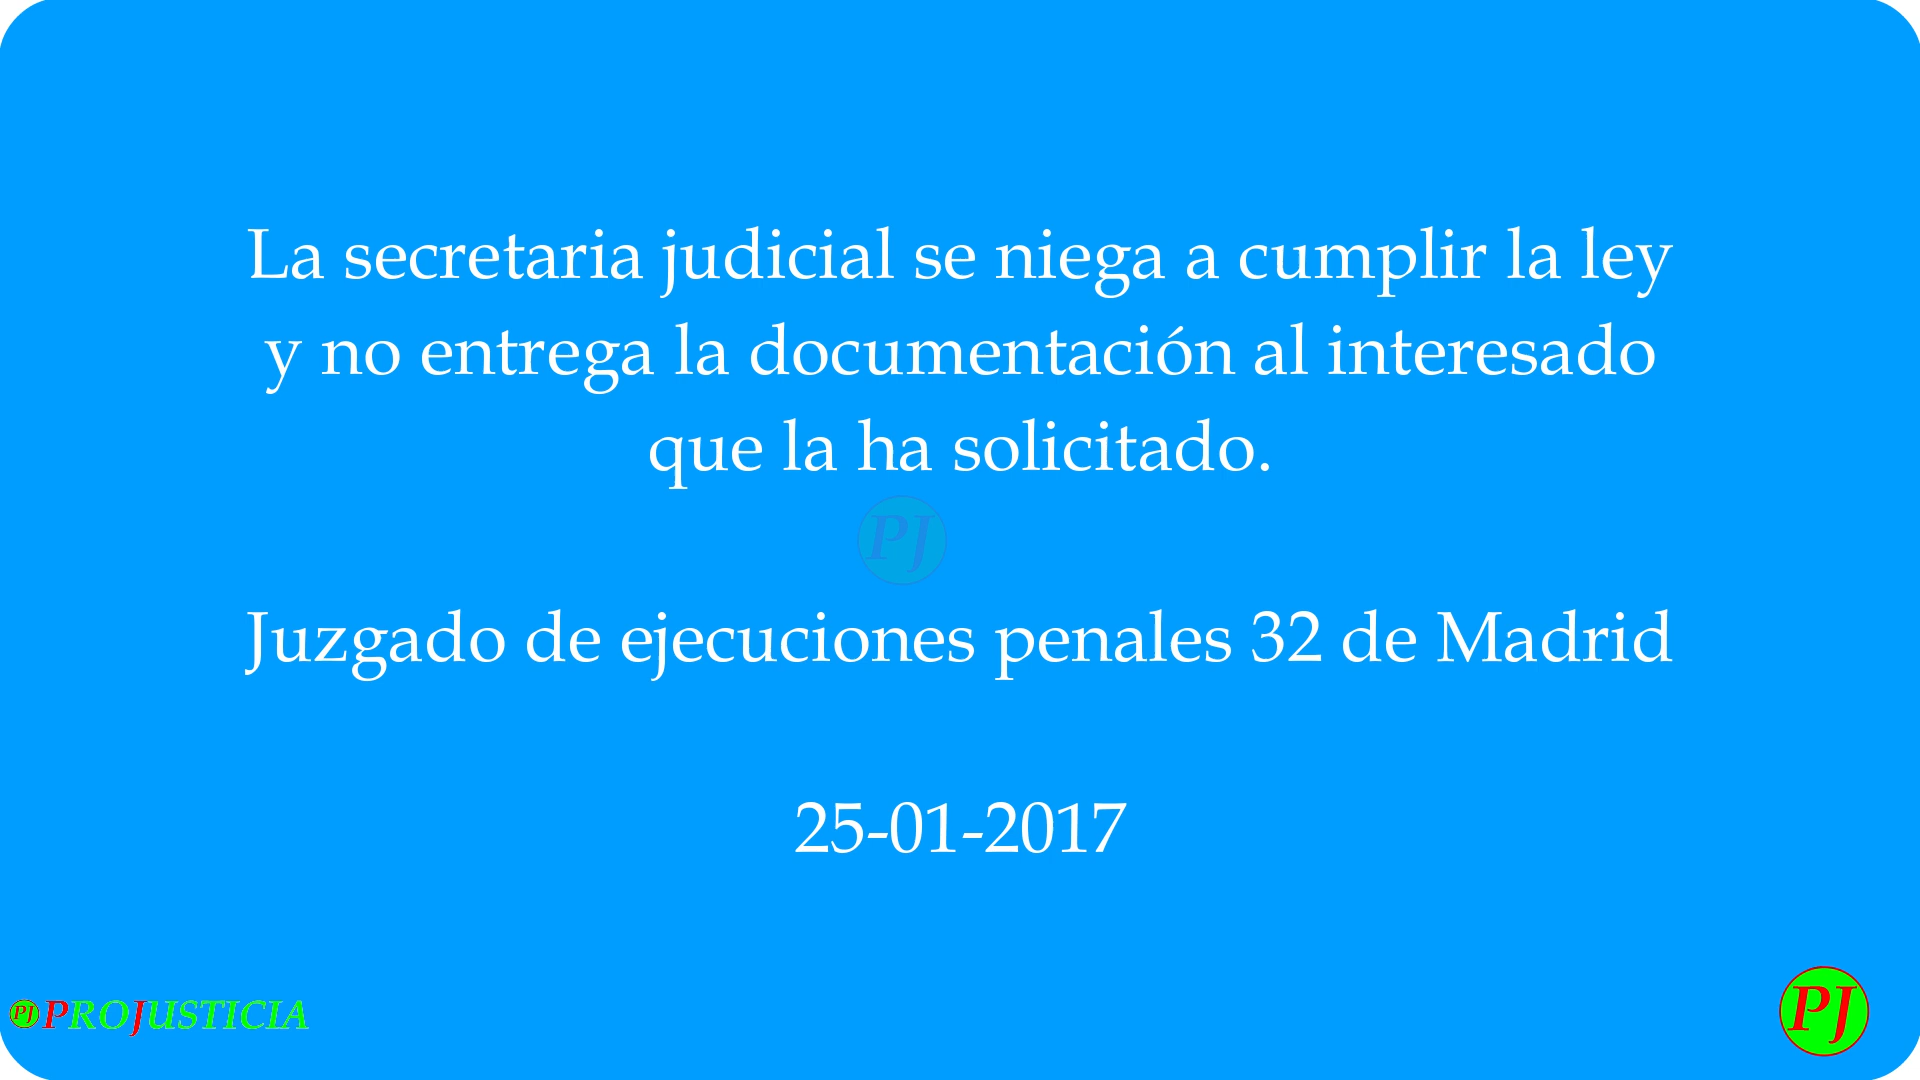 La secretaria judicial se niega a cumplir la ley
y no entrega la documentación al interesado
que la ha solicitado.
PJ
Juzgado de ejecuciones penales 32 de Madrid
25-01-2017
PJ PROJUSTICIA
PJ